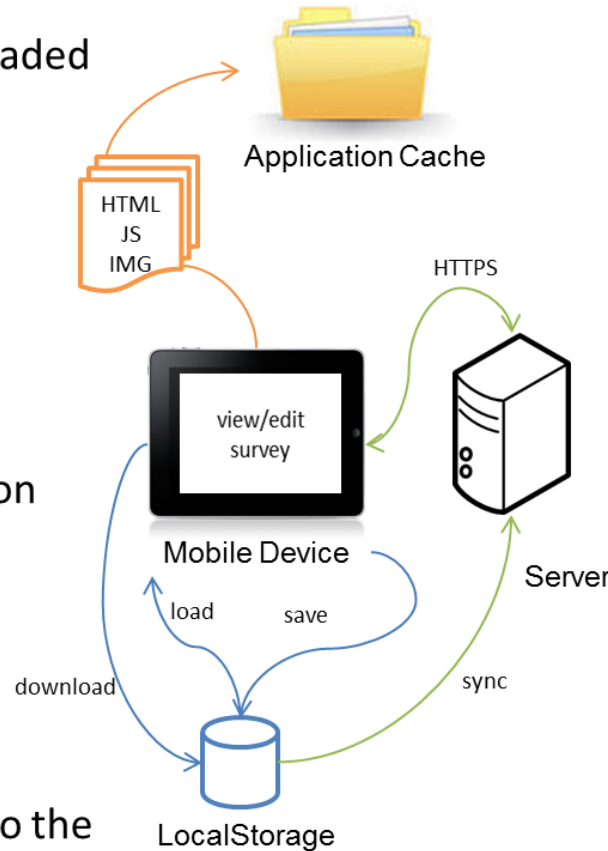 aded
Application Cache
HTML
JS
IMG
HTTPS
view/edit
survey
on
Mobile Device
Server
load
save
download
sync
o the
LocalStorage